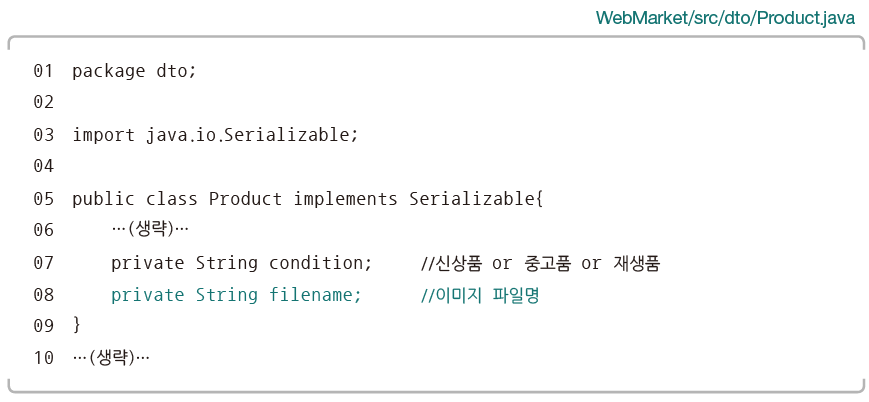 WebMarket/src/dto/Product.java
01 package dto;
02
03 import java.io.Serializable;
04
05 public class Product implements Serializable{
06 …(생략)…
07 private String condition; //신상품 or 중고품 or 재생품
08 private String filename; //이미지 파일명
09 }
10 …(생략)…